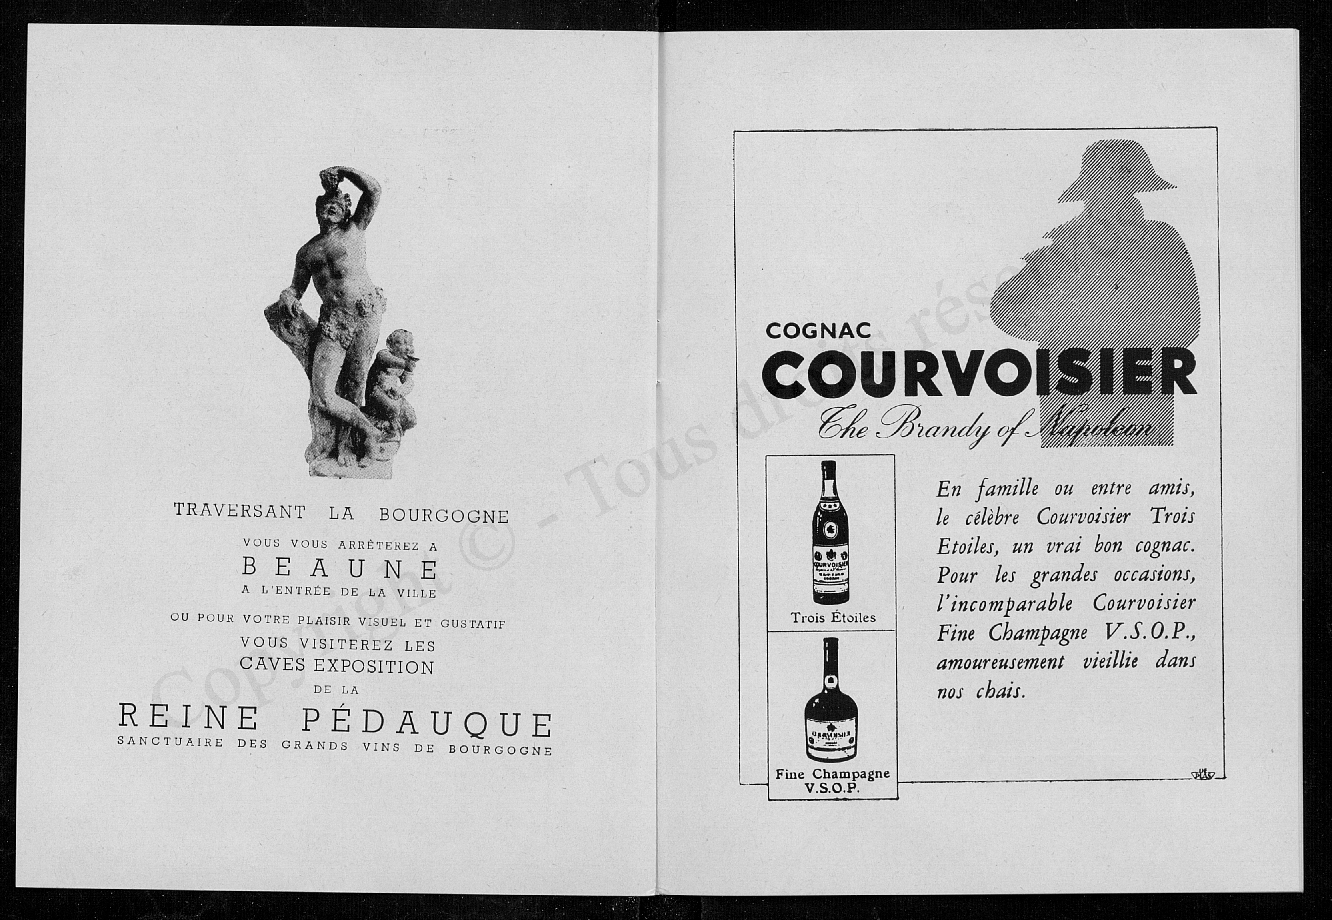 TRAVERSANT LA BOURGOGNE
VOUS VOUS ARRÊTEREZ A
BEAUNE
A L'ENTRÉE DE LA VILLE
OU POUR VOTRE PLAISIR VISUEL ET GUSTATIF
VOUS VISITEREZ LES
CAVES EXPOSITION
DE LA
REINE PÉDAUQUE
SANCTUAIRE DES GRANDS VINS DE BOURGOGNE
COGNAC
COURVOISIER
The Brandy of Napoleon
COURVOISIER
Trois Étoiles
COURVOISIER
Fine Champagne
V.S.O.P.
En famille ou entre amis,
le célèbre Courvoisier Trois
Etoiles, un vrai bon cognac.
Pour les grandes occasions,
l'incomparable Courvoisier
Fine Champagne V.S.O.P.,
amoureusement vieillie dans
nos chais.
Copyright © - Tous droits rés